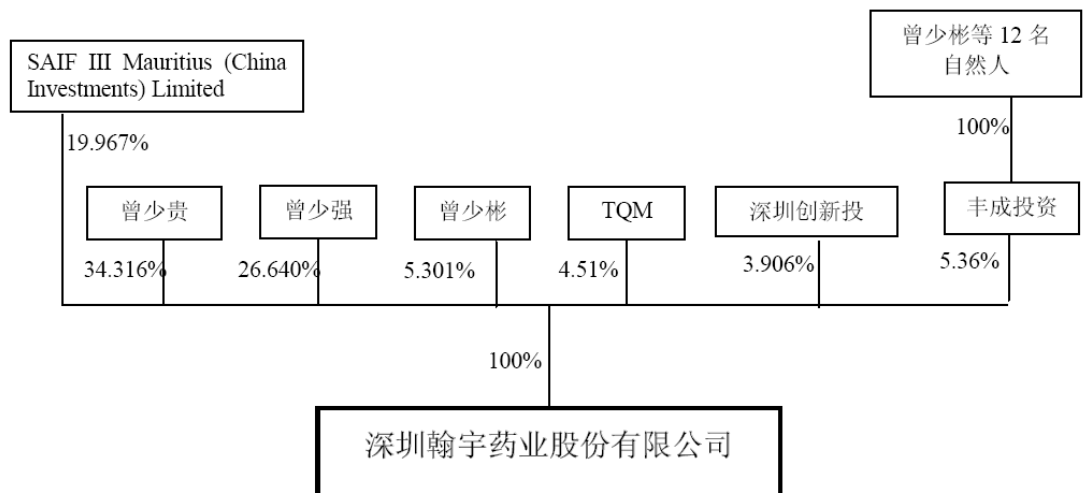 SAIF III Mauritius (China
Investments) Limited
曾少彬等 12 名
自然人
19.967%
100%
曾少贵
曾少强
曾少彬
TQM
深圳创新投
丰成投资
34.316%
26.640%
5.301%
4.51%
3.906%
5.36%
100%
深圳翰宇药业股份有限公司